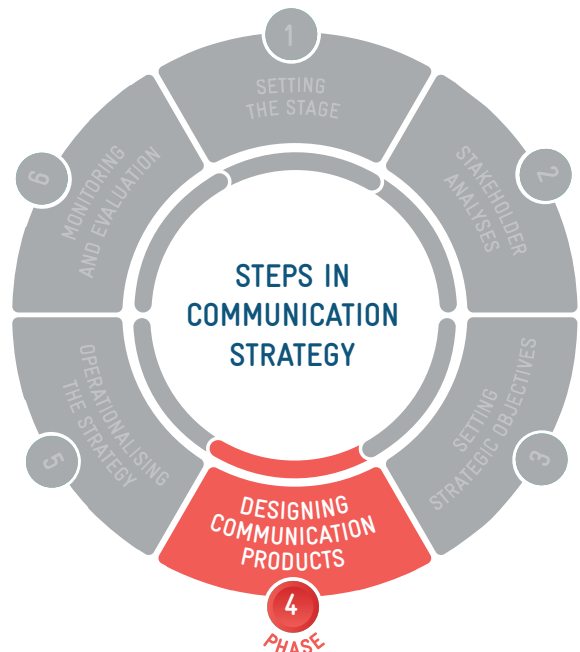 1
SETTING
THE STAGE
2
STAKEHOLDER
ANALYSES
3
SETTING
STRATEGIC OBJECTIVES
DESIGNING
COMMUNICATION
PRODUCTS
4
PHASE
5
OPERATIONALISING
THE STRATEGY
6
MONITORING
AND EVALUATION
STEPS IN
COMMUNICATION
STRATEGY